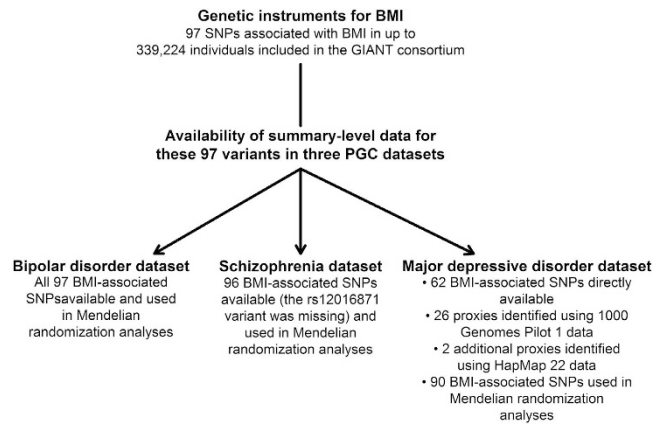 Genetic instruments for BMI
97 SNPs associated with BMI in up to
339,224 individuals included in the GIANT consortium
Availability of summary-level data for
these 97 variants in three PGC datasets
Bipolar disorder dataset
All 97 BMI-associated
SNPsavailable and used
in Mendelian
randomization analyses
Schizophrenia dataset
96 BMI-associated SNPs
available (the rs12016871
variant was missing) and
used in Mendelian
randomization analyses
Major depressive disorder dataset
• 62 BMI-associated SNPs directly
available
• 26 proxies identified using 1000
Genomes Pilot 1 data
• 2 additional proxies identified
using HapMap 22 data
• 90 BMI-associated SNPs used in
Mendelian randomization
analyses